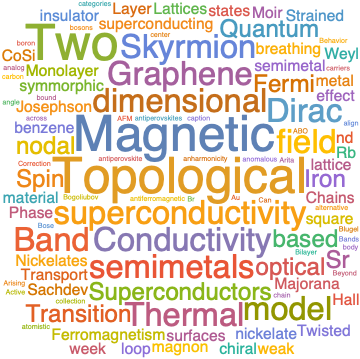 categories
bosons
Layer Lattices states Moir Strained
center
insulator superconducting Quantum
Behavior
boron Two Skyrmion breathing Weyl
CoSi
analog Monolayer Graphene semimetal metal
carbon symmorphic Fermi
bound antiperovskites caption AFM ABO
angle Josephson dimensional Dirac effect
across benzene align
nodal Magnetic field nd
Rb
antiperovskite anharmonicity anomalous Arita
Correction Spin Topological Iron lattice
carriers
material Bogoliubov antiferromagnetic Br Au Can Chains
alternative
Phase superconductivity square
Bose Blugel
Band Conductivity based Bands
body
Nickelates semimetals optical Sr Bilayer
Beyond
Transport Majorana
Arising Sachdev Superconductors chain Hall
Active
collection Transition Thermal model
atomistic
Ferromagnetism surfaces nickelate Twisted
week loop magnon chiral weak